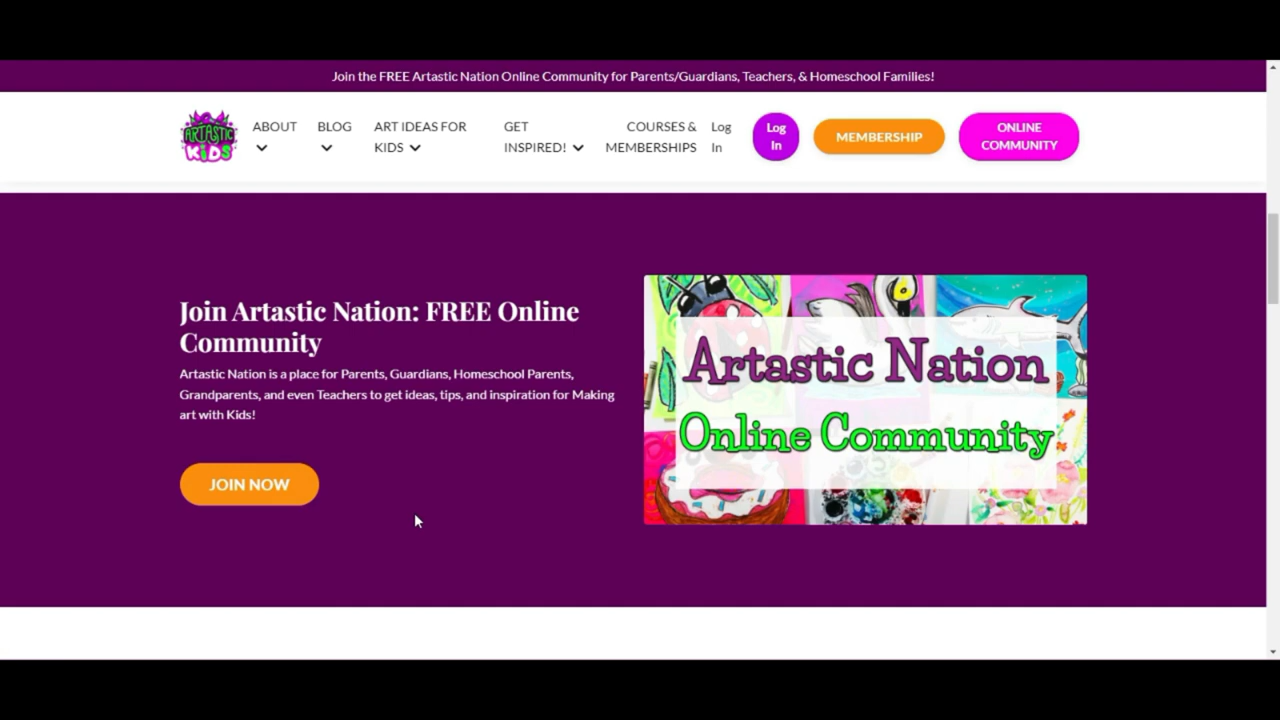 Join the FREE Artastic Nation Online Community for Parents/Guardians, Teachers, & Homeschool Families!
ARTASTIC
KiDS
ABOUT
BLOG
ART IDEAS FOR
KIDS
GET
INSPIRED!
COURSES &
MEMBERSHIPS
Log
In
Log
In
MEMBERSHIP
ONLINE
COMMUNITY
Join Artastic Nation: FREE Online
Community
Artastic Nation is a place for Parents, Guardians, Homeschool Parents,
Grandparents, and even Teachers to get ideas, tips, and inspiration for Making
art with Kids!
JOIN NOW
Artastic Nation
Online Community